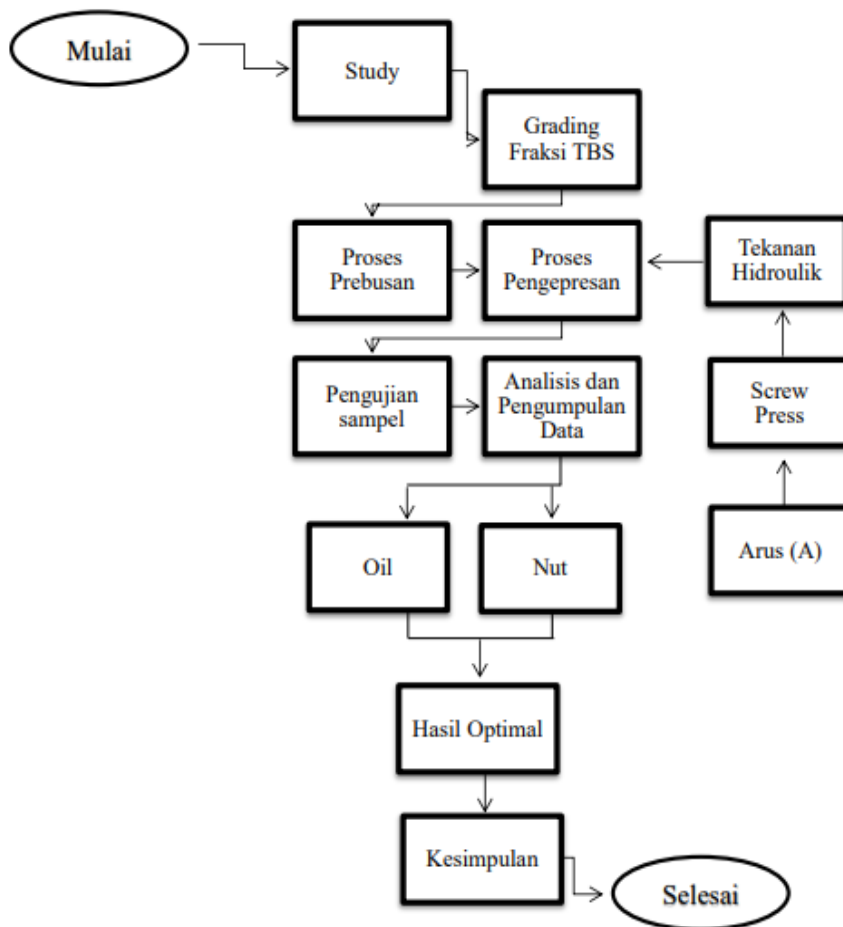 Mulai
Study
Grading
Fraksi TBS
Proses
Prebusan
Proses
Pengepresan
Tekanan
Hidroulik
Pengujian
sampel
Analisis dan
Pengumpulan
Data
Screw
Press
Oil
Nut
Arus (A)
Hasil Optimal
Kesimpulan
Selesai